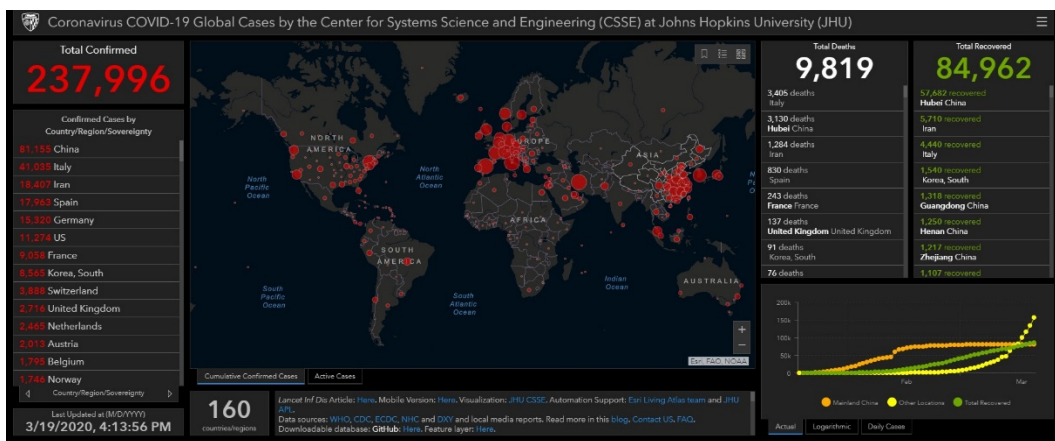 Coronavirus COVID-19 Global Cases by the Center for Systems Science and Engineering (CSSE) at Johns Hopkins University (JHU)
Total Confirmed
237,996
Confirmed Cases by
Country/Region/Sovereignty
81,155 China
41,035 Italy
18,407 Iran
17,963 Spain
15,320 Germany
11,274 US
9,058 France
8,565 Korea, South
3,888 Switzerland
2,716 United Kingdom
2,465 Netherlands
2,013 Austria
1,795 Belgium
1,746 Norway
Country/Region/Sovereignty
Last Updated at (M/D/YYYY)
3/19/2020, 4:13:56 PM
NORTH
AMERICA
EUROPE
ASIA
North
Pacific
Ocean
North
Atlantic
Ocean
AFRICA
SOUTH
AMERICA
Indian
Ocean
AUSTRALIA
South
Pacific
Ocean
South
Atlantic
Ocean
+
−
Esri, FAO, NOAA
Cumulative Confirmed Cases
Active Cases
160
countries/regions
Lancet Inf Dis Article: Here. Mobile Version: Here. Visualization: JHU CSSE. Automation Support: Esri Living Atlas team and JHU
APL.
Data sources: WHO, CDC, ECDC, NHC and DXY and local media reports. Read more in this blog. Contact US. FAQ.
Downloadable database: GitHub: Here. Feature layer: Here.
Total Deaths
9,819
3,405 deaths
Italy
3,130 deaths
Hubei China
1,284 deaths
Iran
830 deaths
Spain
243 deaths
France France
137 deaths
United Kingdom United Kingdom
91 deaths
Korea, South
76 deaths
Total Recovered
84,962
57,682 recovered
Hubei China
5,710 recovered
Iran
4,440 recovered
Italy
1,540 recovered
Korea, South
1,318 recovered
Guangdong China
1,250 recovered
Henan China
1,217 recovered
Zhejiang China
1,107 recovered
200k
150k
100k
50k
0
Feb
Mar
Mainland China
Other Locations
Total Recovered
Actual
Logarithmic
Daily Cases